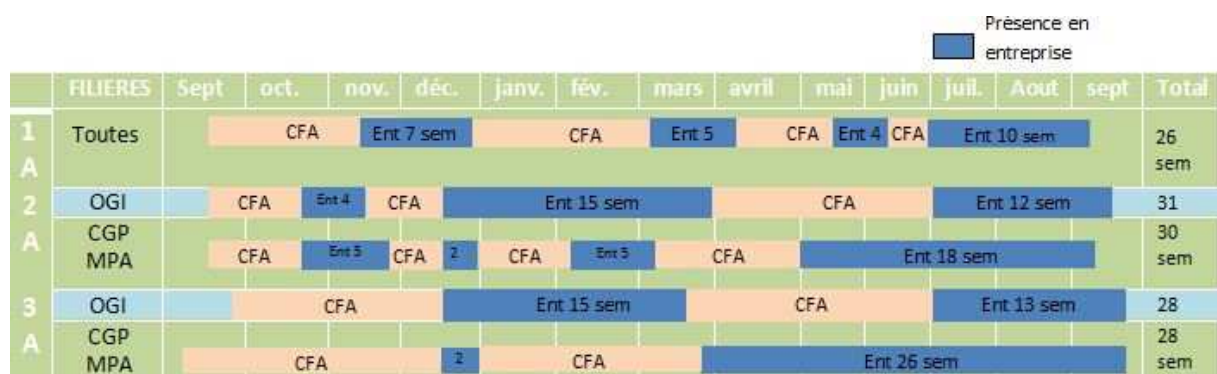 Présence en
entreprise
FILIERES Sept oct. nov. déc. janv. fév. mars avril mai juin juil. Aout sept Total
1 A Toutes CFA Ent 7 sem CFA Ent 5 CFA Ent 4 CFA Ent 10 sem 26 sem
2 A OGI CFA Ent 4 CFA Ent 15 sem CFA Ent 12 sem 31
CGP MPA CFA Ent 5 CFA 2 CFA Ent 5 CFA Ent 18 sem 30 sem
3 A OGI CFA Ent 15 sem CFA Ent 13 sem 28
CGP MPA CFA 2 CFA Ent 26 sem 28 sem